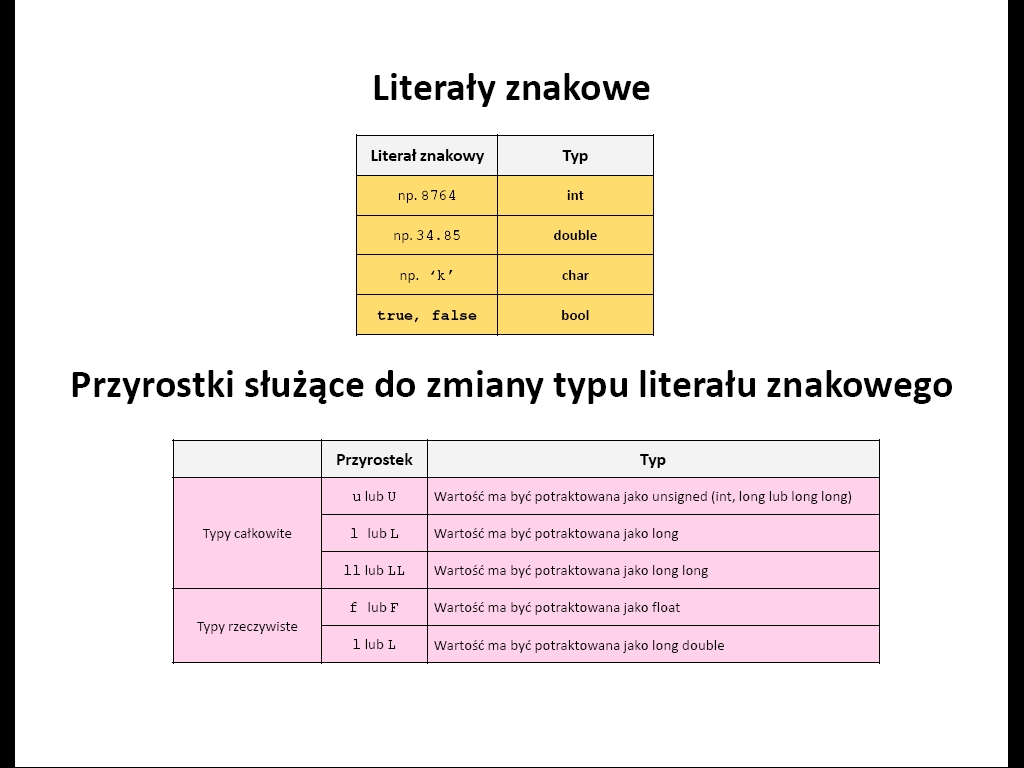 Literały znakowe
Literał znakowy Typ
np. 8764 int
np. 34.85 double
np. ‘k’ char
true, false bool
Przyrostki służące do zmiany typu literału znakowego
Przyrostek Typ
Typy całkowite
u lub U Wartość ma być potraktowana jako unsigned (int, long lub long long)
l lub L Wartość ma być potraktowana jako long
ll lub LL Wartość ma być potraktowana jako long long
Typy rzeczywiste
f lub F Wartość ma być potraktowana jako float
l lub L Wartość ma być potraktowana jako long double